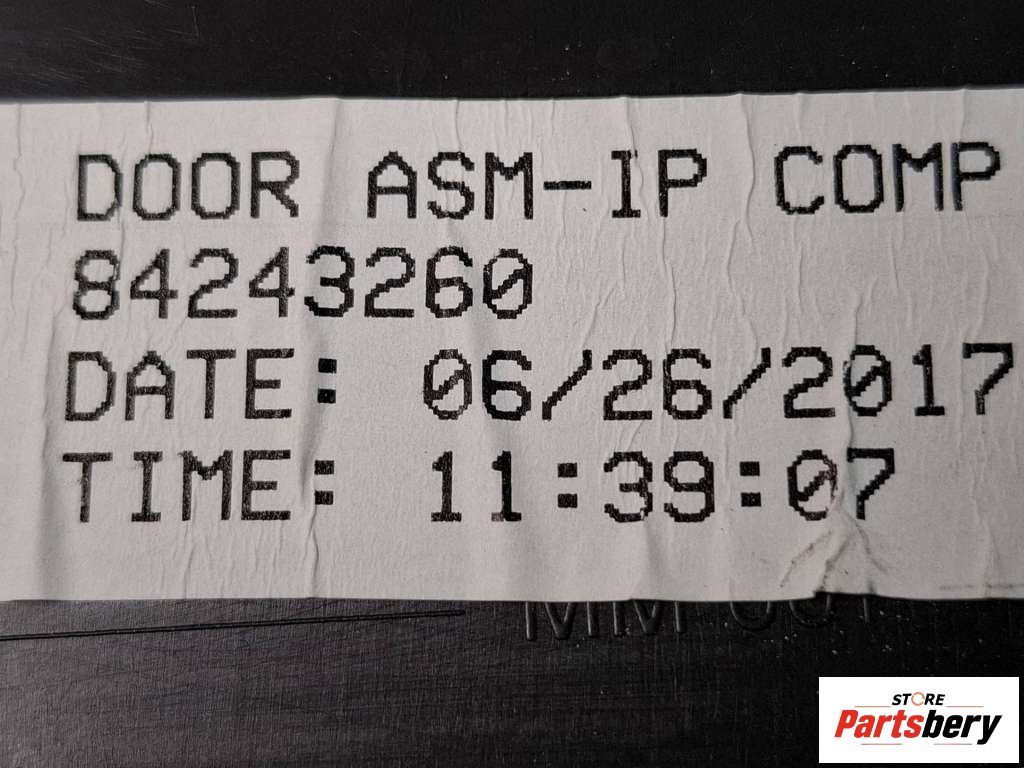 DOOR ASM-IP COMP
84243260
DATE: 06/26/2017
TIME: 11:39:07
STORE
Partsbery